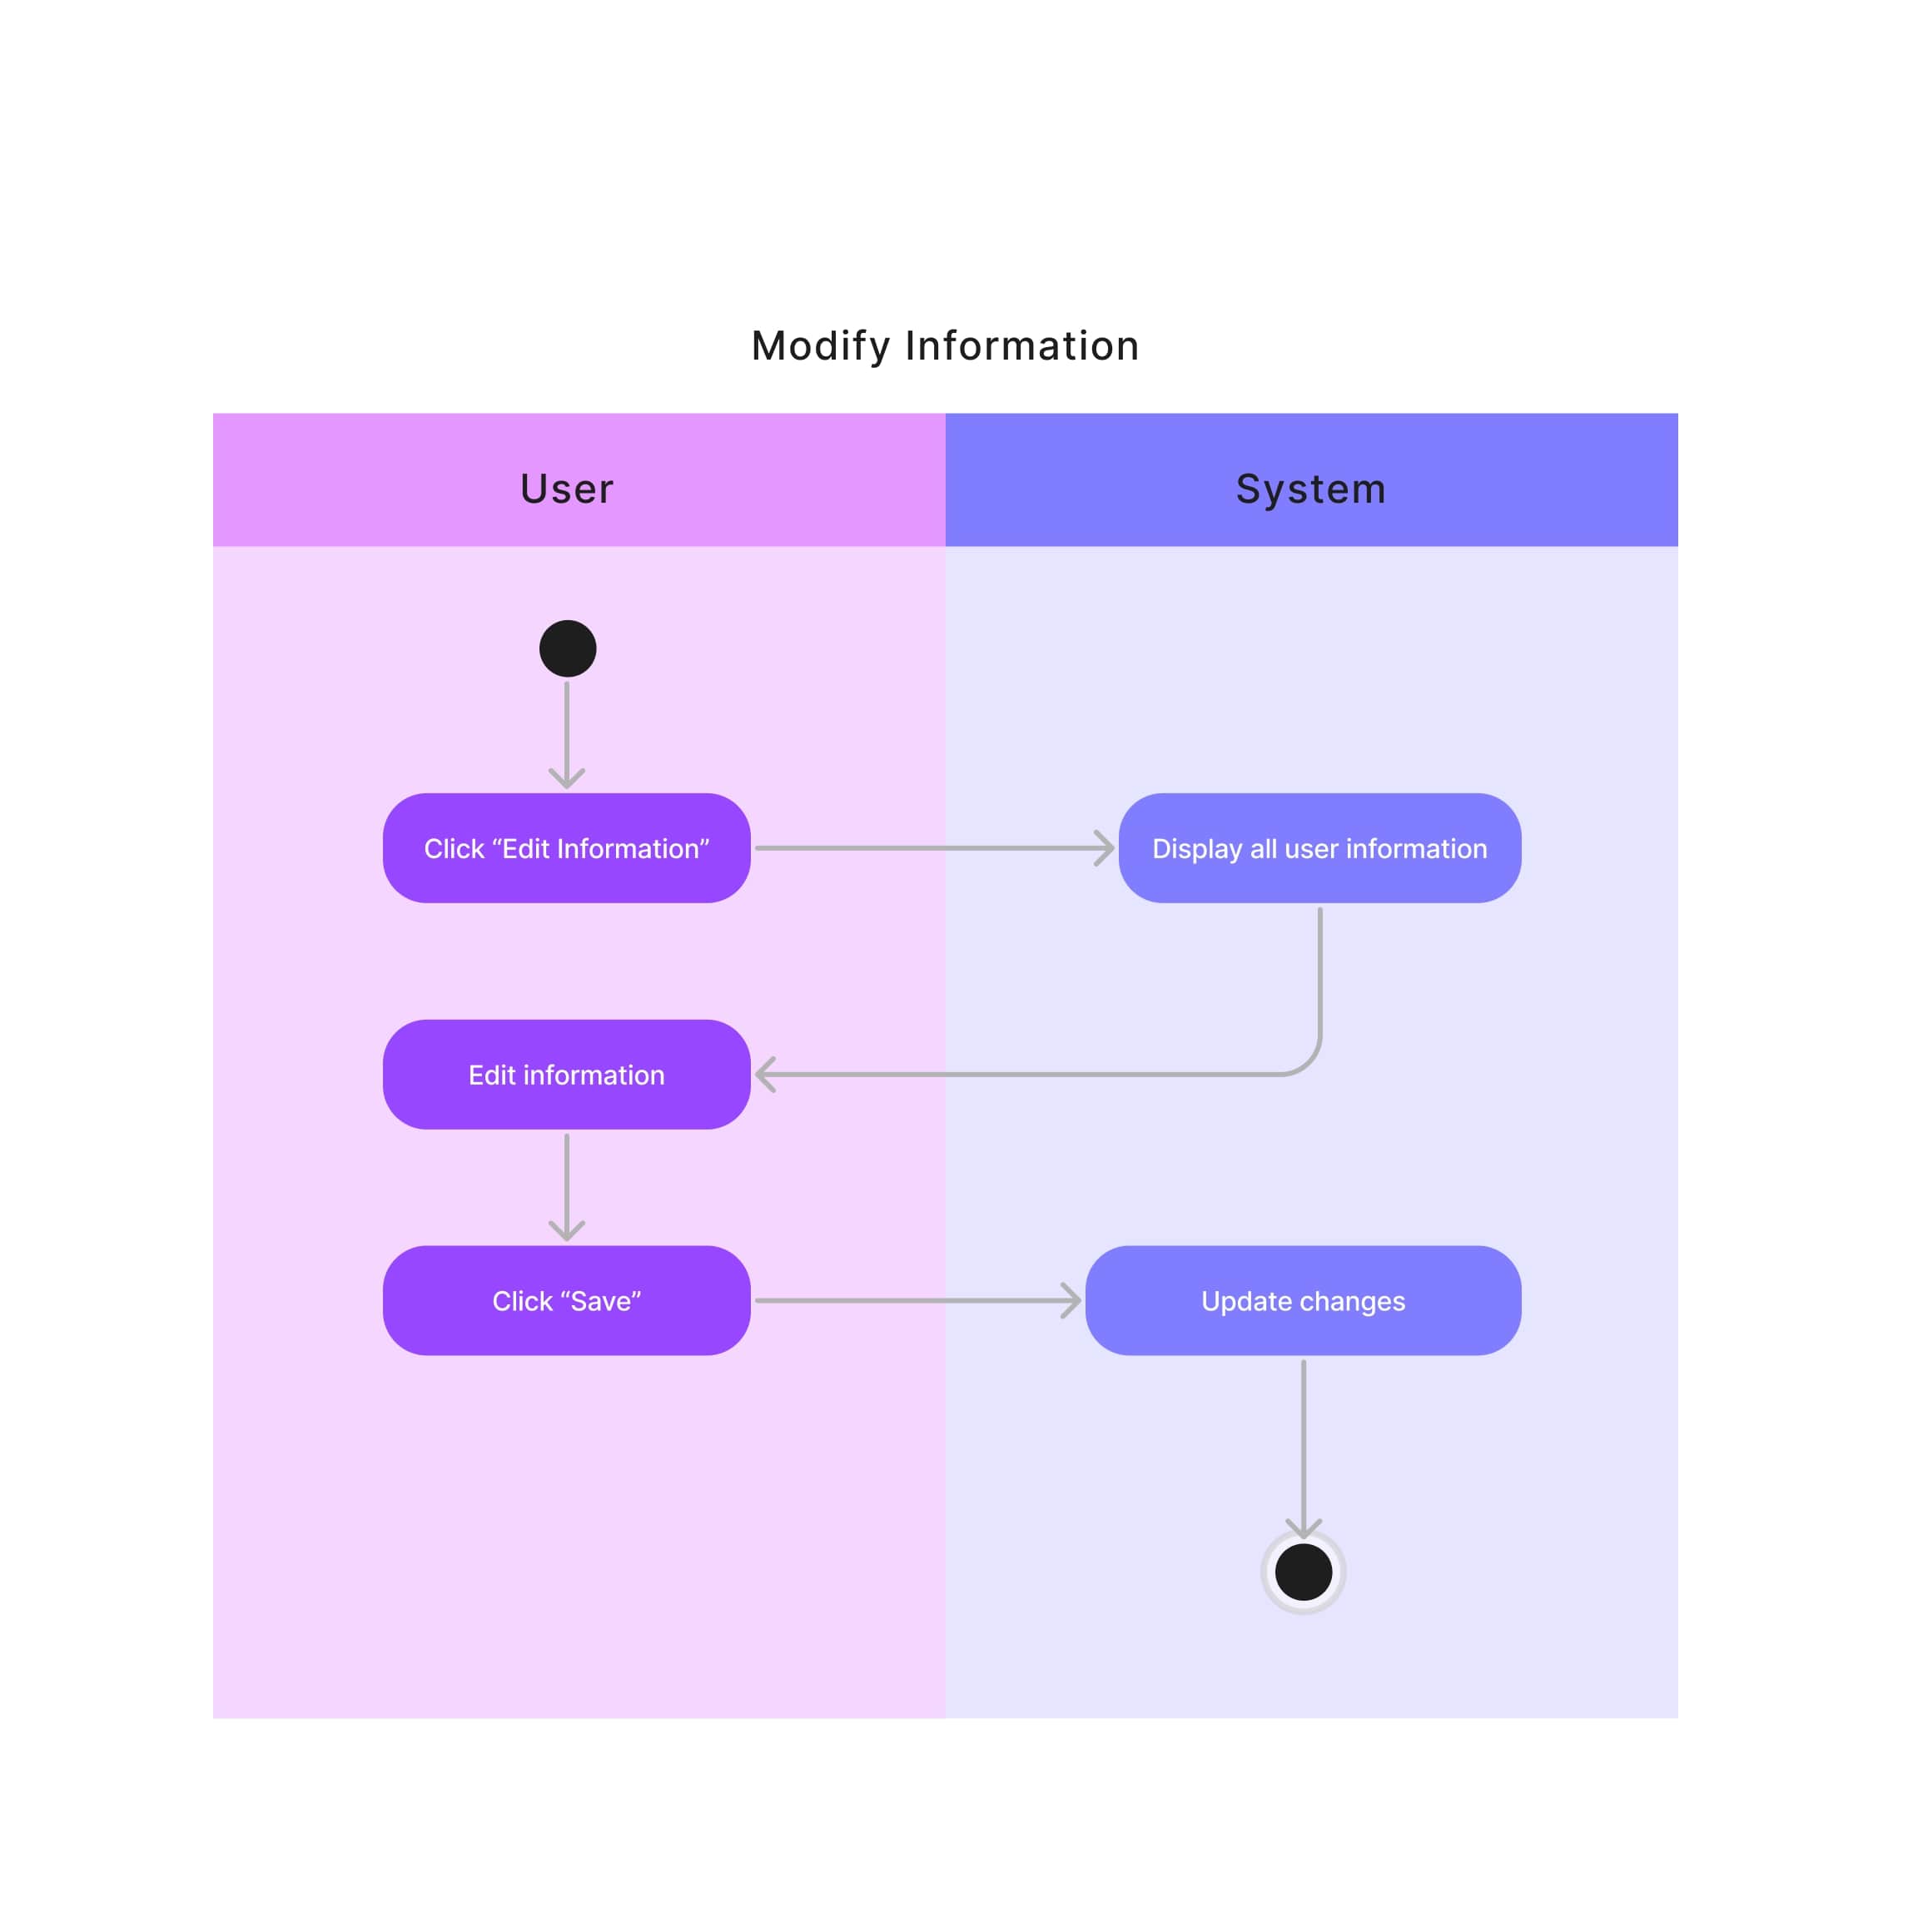 Modify Information
User
System
Click “Edit Information”
Display all user information
Edit information
Click “Save”
Update changes